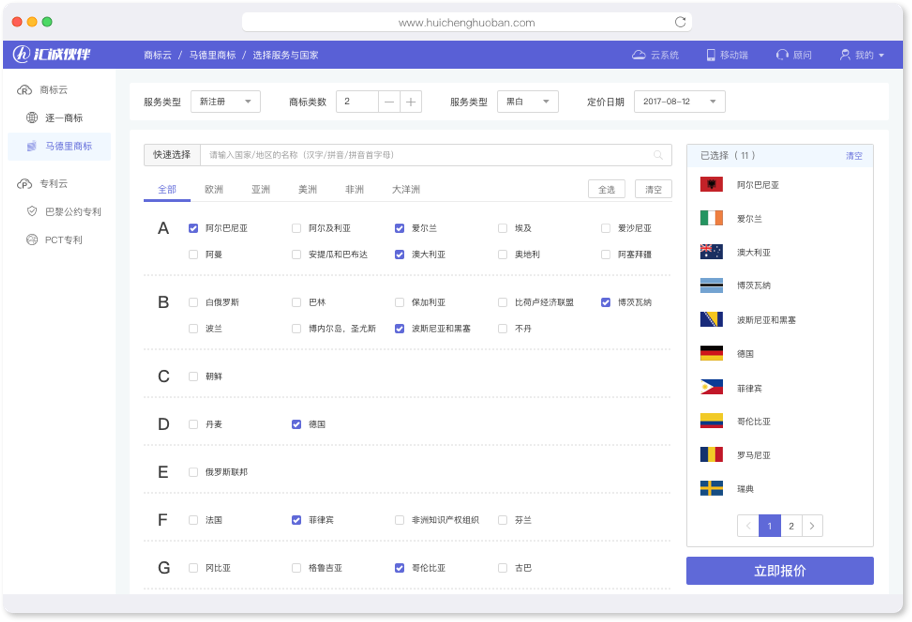 www.huichenghuoban.com
汇诚伙伴
商标云 / 马德里商标 / 选择服务与国家
云系统 移动端 顾问 我的
商标云
逐一商标
马德里商标
专利云
巴黎公约专利
PCT专利
服务类型 新注册 商标类数 2 服务类型 黑白 定价日期 2017-08-12
快速选择 请输入国家/地区的名称（汉字/拼音/拼音首字母）
全部 欧洲 亚洲 美洲 非洲 大洋洲 全选 清空
A 阿尔巴尼亚 阿尔及利亚 爱尔兰 埃及 爱沙尼亚
阿曼 安提瓜和巴布达 澳大利亚 奥地利 阿塞拜疆
B 白俄罗斯 巴林 保加利亚 比荷卢经济联盟 博茨瓦纳
波兰 博内尔岛，圣尤斯 波斯尼亚和黑塞 不丹
C 朝鲜
D 丹麦 德国
E 俄罗斯联邦
F 法国 菲律宾 非洲知识产权组织 芬兰
G 冈比亚 格鲁吉亚 哥伦比亚 古巴
已选择（11） 清空
阿尔巴尼亚
爱尔兰
澳大利亚
博茨瓦纳
波斯尼亚和黑塞
德国
菲律宾
哥伦比亚
罗马尼亚
瑞典
1 2
立即报价